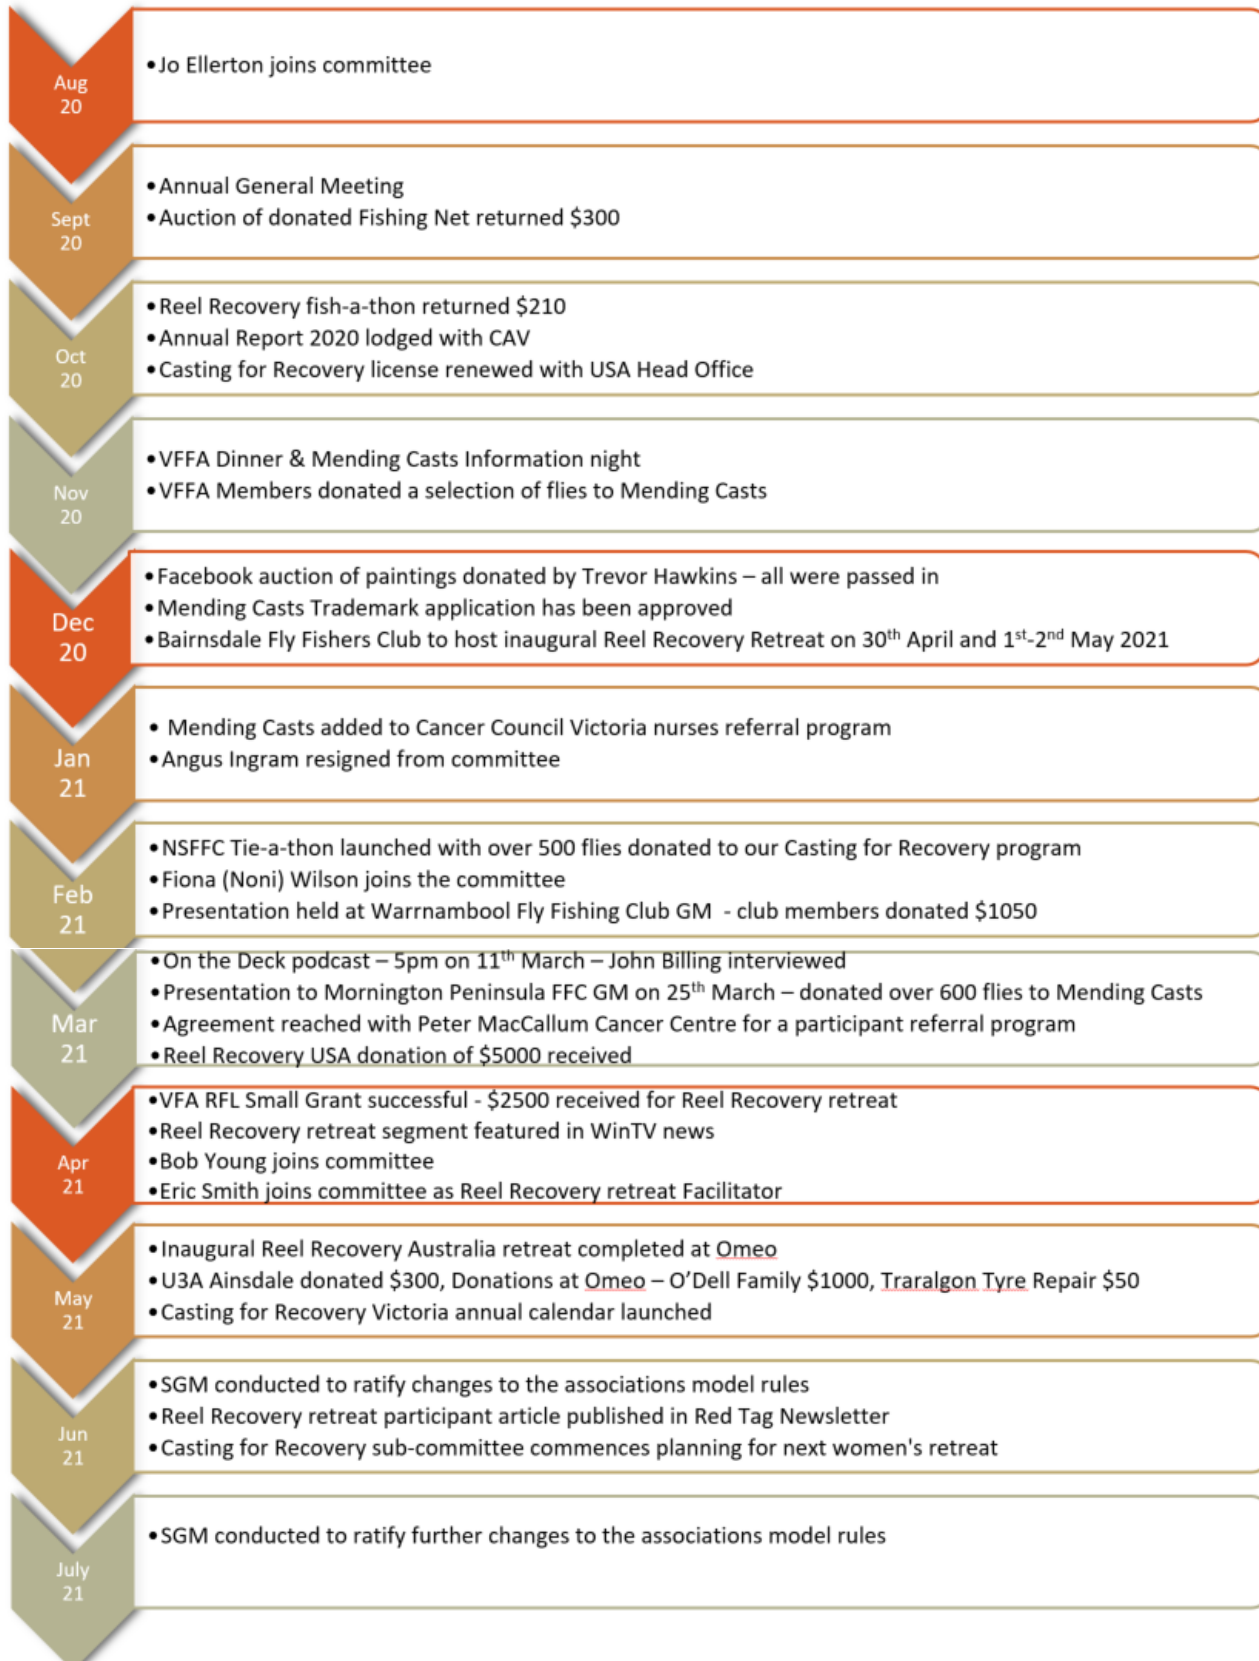 Aug
20
•Jo Ellerton joins committee
Sept
20
•Annual General Meeting
•Auction of donated Fishing Net returned $300
Oct
20
•Reel Recovery fish-a-thon returned $210
•Annual Report 2020 lodged with CAV
•Casting for Recovery license renewed with USA Head Office
Nov
20
•VFFA Dinner & Mending Casts Information night
•VFFA Members donated a selection of flies to Mending Casts
Dec
20
•Facebook auction of paintings donated by Trevor Hawkins – all were passed in
•Mending Casts Trademark application has been approved
•Bairnsdale Fly Fishers Club to host inaugural Reel Recovery Retreat on 30th April and 1st-2nd May 2021
Jan
21
• Mending Casts added to Cancer Council Victoria nurses referral program
•Angus Ingram resigned from committee
Feb
21
•NSFFC Tie-a-thon launched with over 500 flies donated to our Casting for Recovery program
•Fiona (Noni) Wilson joins the committee
•Presentation held at Warrnambool Fly Fishing Club GM - club members donated $1050
Mar
21
•On the Deck podcast – 5pm on 11th March – John Billing interviewed
•Presentation to Mornington Peninsula FFC GM on 25th March – donated over 600 flies to Mending Casts
•Agreement reached with Peter MacCallum Cancer Centre for a participant referral program
•Reel Recovery USA donation of $5000 received
Apr
21
•VFA RFL Small Grant successful - $2500 received for Reel Recovery retreat
•Reel Recovery retreat segment featured in WinTV news
•Bob Young joins committee
•Eric Smith joins committee as Reel Recovery retreat Facilitator
May
21
•Inaugural Reel Recovery Australia retreat completed at Omeo
•U3A Ainsdale donated $300, Donations at Omeo – O’Dell Family $1000, Traralgon Tyre Repair $50
•Casting for Recovery Victoria annual calendar launched
Jun
21
•SGM conducted to ratify changes to the associations model rules
•Reel Recovery retreat participant article published in Red Tag Newsletter
•Casting for Recovery sub-committee commences planning for next women's retreat
July
21
•SGM conducted to ratify further changes to the associations model rules